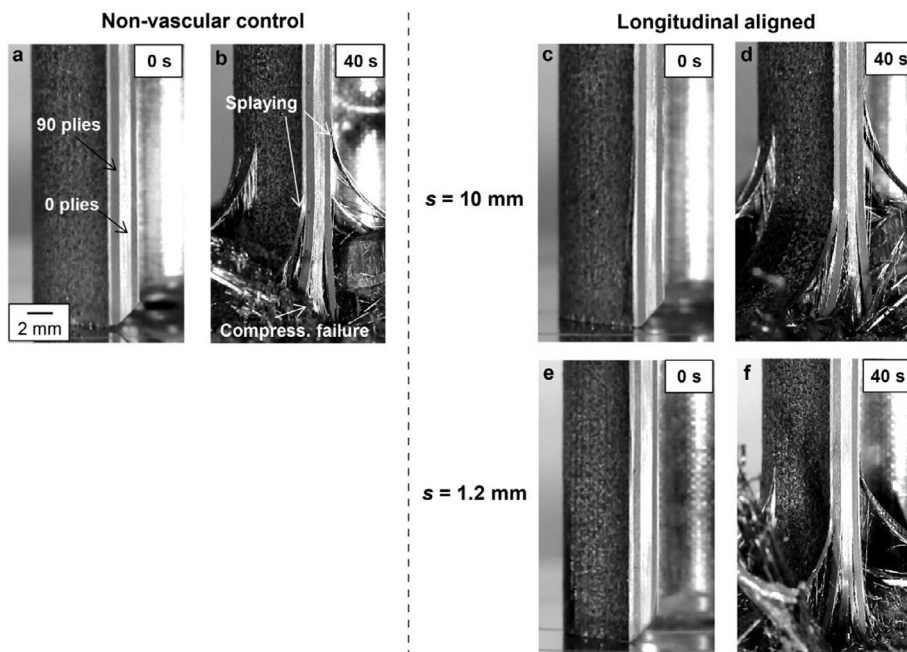 Non-vascular control
Longitudinal aligned
a
0 s
90 plies
0 plies
2 mm
b
40 s
Splaying
Compress. failure
s = 10 mm
c
0 s
d
40 s
s = 1.2 mm
e
0 s
f
40 s